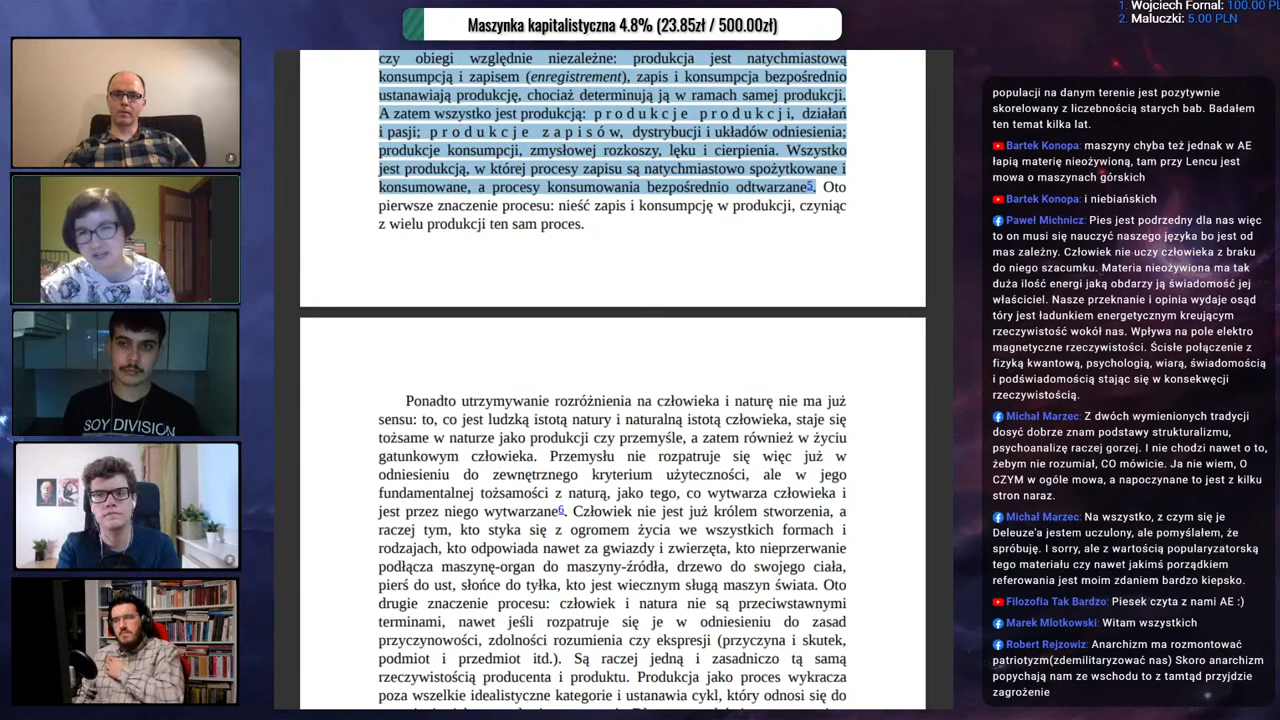 Maszynka kapitalistyczna 4.8% (23.85zł / 500.00zł)
1. Wojciech Fornal: 100.00 PL
2. Maluczki: 5.00 PLN
czy obiegi względnie niezależne: produkcja jest natychmiastową
konsumpcją i zapisem (enregistrement), zapis i konsumpcja bezpośrednio
ustanawiają produkcję, chociaż determinują ją w ramach samej produkcji.
A zatem wszystko jest produkcją: p r o d u k c j e p r o d u k c j i, działań
i pasji; p r o d u k c j e z a p i s ó w, dystrybucji i układów odniesienia;
produkcje konsumpcji, zmysłowej rozkoszy, lęku i cierpienia. Wszystko
jest produkcją, w której procesy zapisu są natychmiastowo spożytkowane i
konsumowane, a procesy konsumowania bezpośrednio odtwarzane5. Oto
pierwsze znaczenie procesu: nieść zapis i konsumpcję w produkcji, czyniąc
z wielu produkcji ten sam proces.
Ponadto utrzymywanie rozróżnienia na człowieka i naturę nie ma już
sensu: to, co jest ludzką istotą natury i naturalną istotą człowieka, staje się
tożsame w naturze jako produkcji czy przemyśle, a zatem również w życiu
gatunkowym człowieka. Przemysłu nie rozpatruje się więc już w
odniesieniu do zewnętrznego kryterium użyteczności, ale w jego
fundamentalnej tożsamości z naturą, jako tego, co wytwarza człowieka i
jest przez niego wytwarzane6. Człowiek nie jest już królem stworzenia, a
raczej tym, kto styka się z ogromem życia we wszystkich formach i
rodzajach, kto odpowiada nawet za gwiazdy i zwierzęta, kto nieprzerwanie
podłącza maszynę-organ do maszyny-źródła, drzewo do swojego ciała,
pierś do ust, słońce do tyłka, kto jest wiecznym sługą maszyn świata. Oto
drugie znaczenie procesu: człowiek i natura nie są przeciwstawnymi
terminami, nawet jeśli rozpatruje się je w odniesieniu do zasad
przyczynowości, zdolności rozumienia czy ekspresji (przyczyna i skutek,
podmiot i przedmiot itd.). Są raczej jedną i zasadniczo tą samą
rzeczywistością producenta i produktu. Produkcja jako proces wykracza
poza wszelkie idealistyczne kategorie i ustanawia cykl, który odnosi się do
populacji na danym terenie jest pozytywnie
skorelowany z liczebnością starych bab. Badałem
ten temat kilka lat.
Bartek Konopa: maszyny chyba też jednak w AE
łapią materię nieożywioną, tam przy Lencu jest
mowa o maszynach górskich
Bartek Konopa: i niebiańskich
Paweł Michnicz: Pies jest podrzędny dla nas więc
to on musi się nauczyć naszego języka bo jest od
mas zależny. Człowiek nie uczy człowieka z braku
do niego szacumku. Materia nieożywiona ma tak
duża ilość energi jaką obdarzy ją świadomość jej
właściciel. Nasze przeknanie i opinia wydaje osąd
tóry jest ładunkiem energetycznym kreującym
rzeczywistość wokół nas. Wpływa na pole elektro
magnetyczne rzeczywistości. Ścisłe połączenie z
fizyką kwantową, psychologią, wiarą, świadomością
i podświadomością stając się w konsekwęcji
rzeczywistością.
Michał Marzec: Z dwóch wymienionych tradycji
dosyć dobrze znam podstawy strukturalizmu,
psychoanalizę raczej gorzej. I nie chodzi nawet o to,
żebym nie rozumiał, CO mówicie. Ja nie wiem, O
CZYM w ogóle mowa, a napoczynane to jest z kilku
stron naraz.
Michał Marzec: Na wszystko, z czym się je
Deleuze'a jestem uczulony, ale pomyślałem, że
spróbuję. I sorry, ale z wartością popularyzatorską
tego materiału czy nawet jakimś porządkiem
referowania jest moim zdaniem bardzo kiepsko.
Filozofia Tak Bardzo: Piesek czyta z nami AE :)
Marek Mlotkowski: Witam wszystkich
Robert Rejzowiz: Anarchizm ma rozmontować
patriotyzm(zdemilitaryzować nas) Skoro anarchizm
popychają nam ze wschodu to z tamtąd przyjdzie
zagrożenie
SOY DIVISION